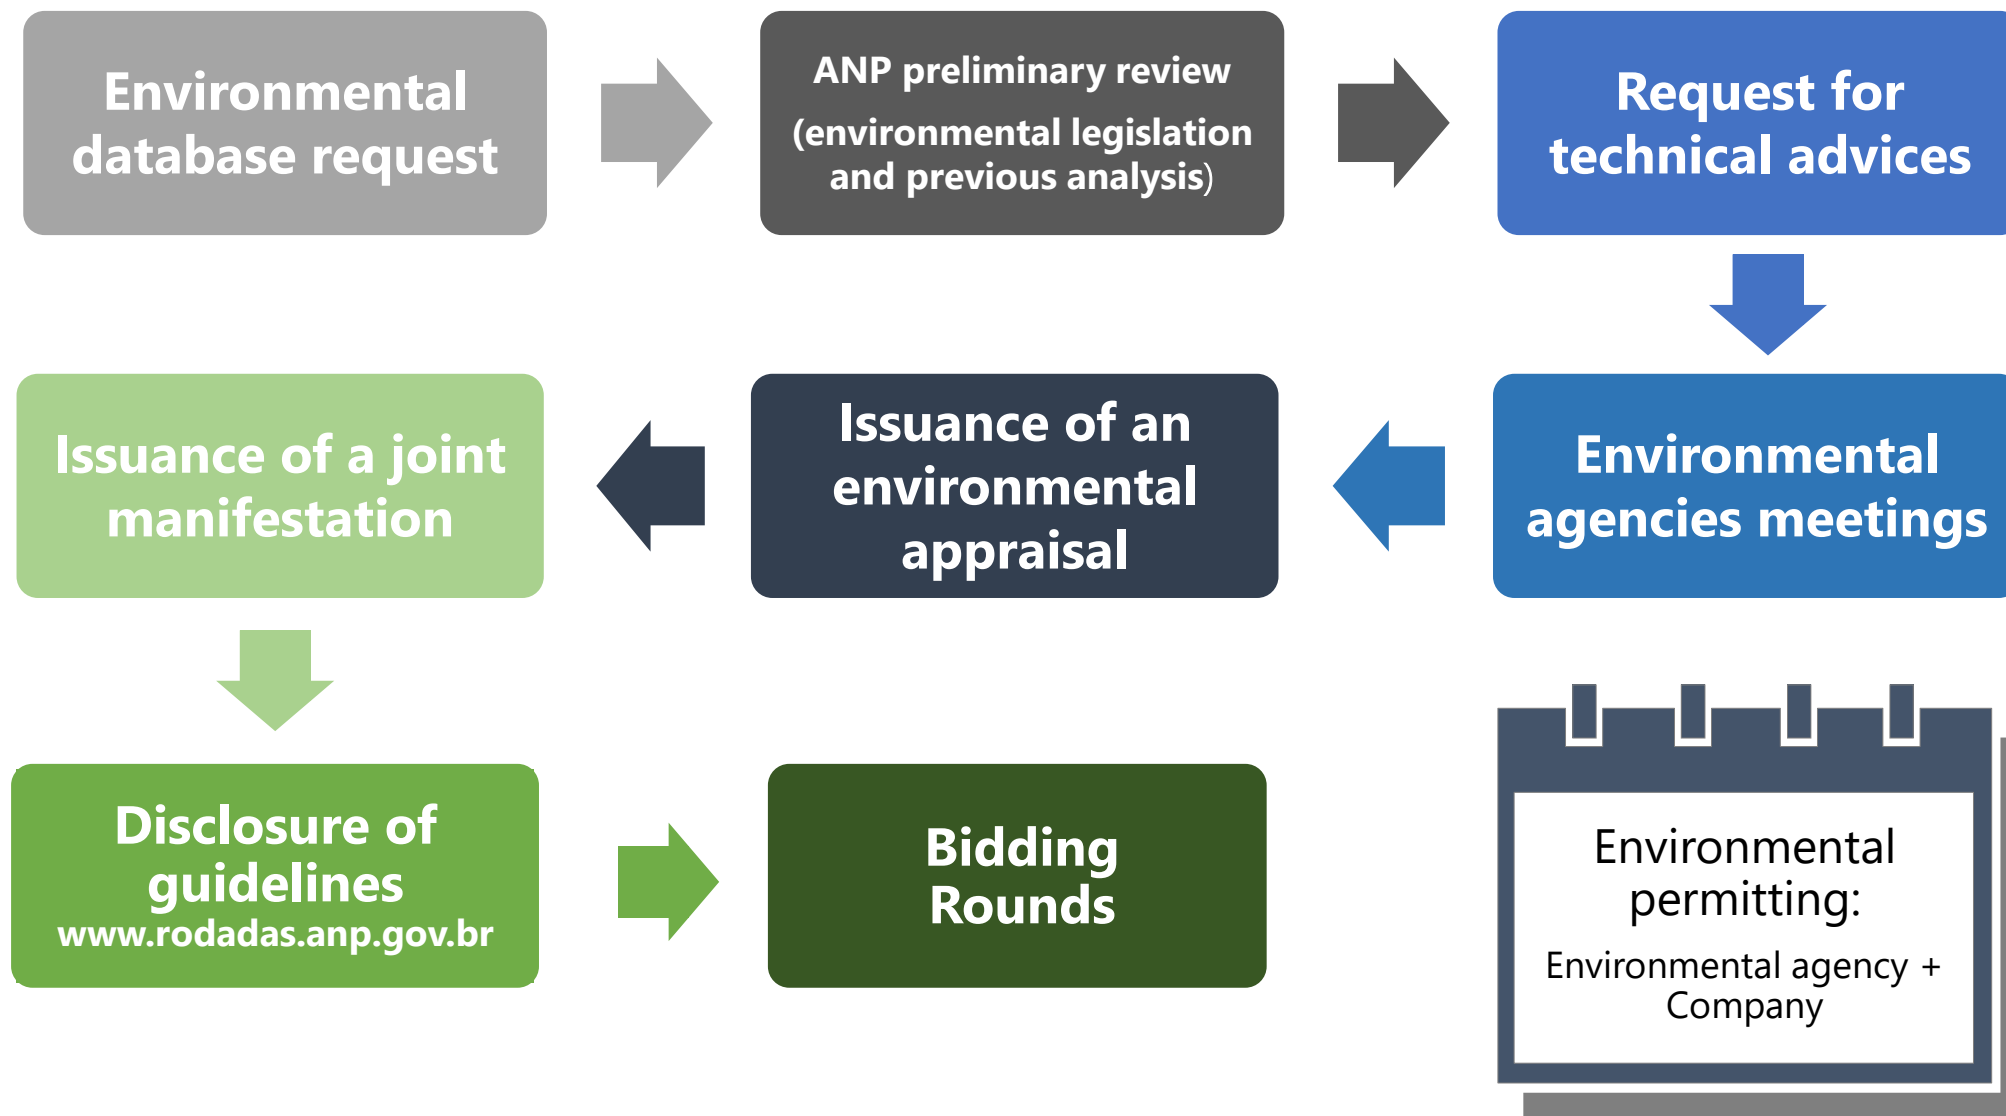 Environmental
database request
ANP preliminary review
(environmental legislation
and previous analysis)
Request for
technical advices
Environmental
agencies meetings
Issuance of an
environmental
appraisal
Issuance of a joint
manifestation
Disclosure of
guidelines
www.rodadas.anp.gov.br
Bidding
Rounds
Environmental
permitting:
Environmental agency +
Company